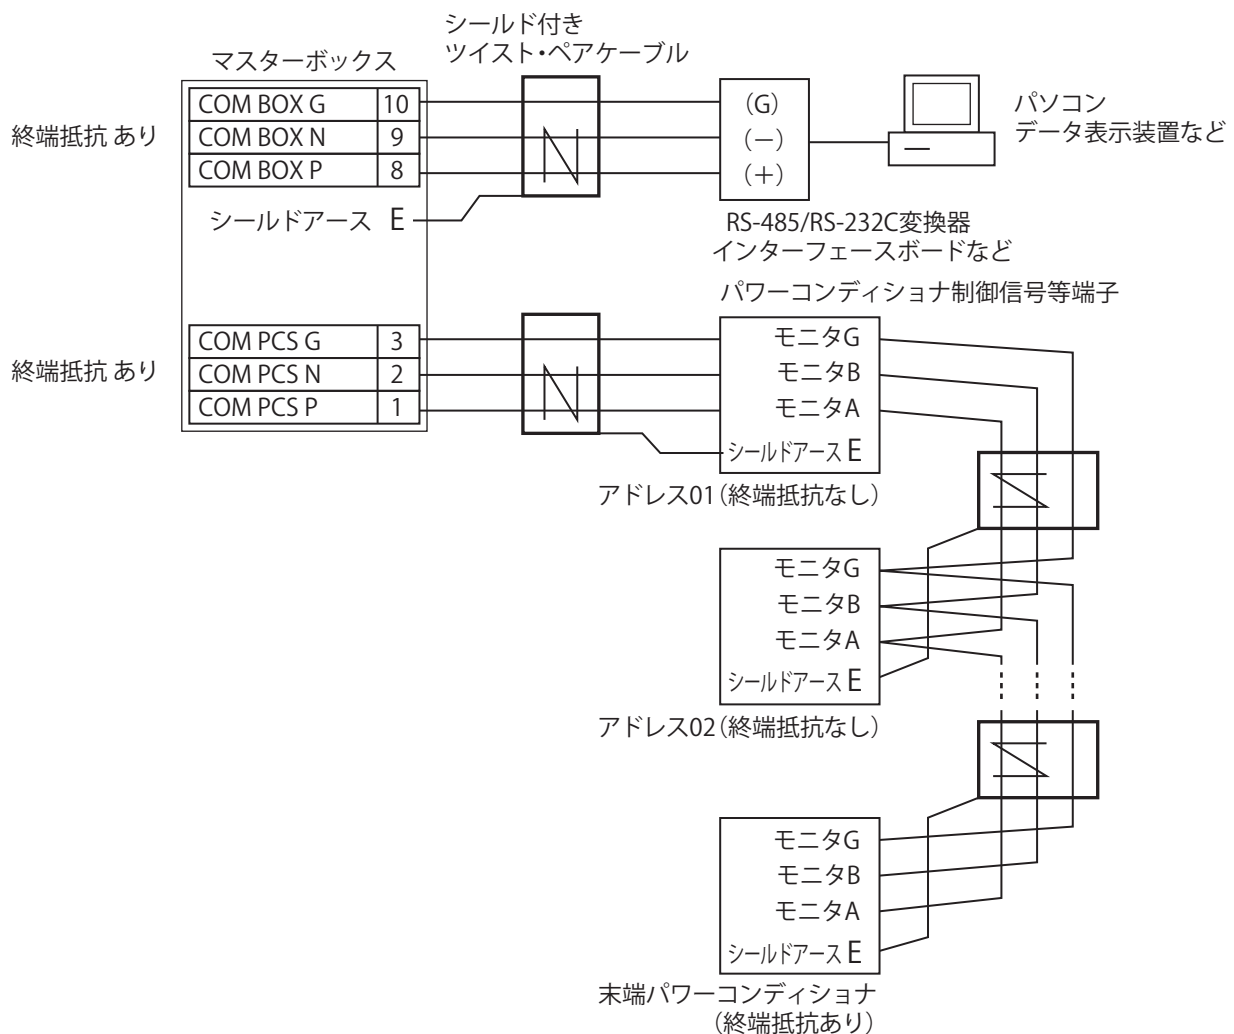 シールド付き
ツイスト・ペアケーブル
マスターボックス
終端抵抗 あり
COM BOX G 10
COM BOX N 9
COM BOX P 8
シールドアース E
(G)
(−)
(+)
パソコン
データ表示装置など
RS-485/RS-232C変換器
インターフェースボードなど
パワーコンディショナ制御信号等端子
終端抵抗 あり
COM PCS G 3
COM PCS N 2
COM PCS P 1
モニタG
モニタB
モニタA
シールドアース E
アドレス01(終端抵抗なし)
モニタG
モニタB
モニタA
シールドアース E
アドレス02(終端抵抗なし)
モニタG
モニタB
モニタA
シールドアース E
末端パワーコンディショナ
(終端抵抗あり)